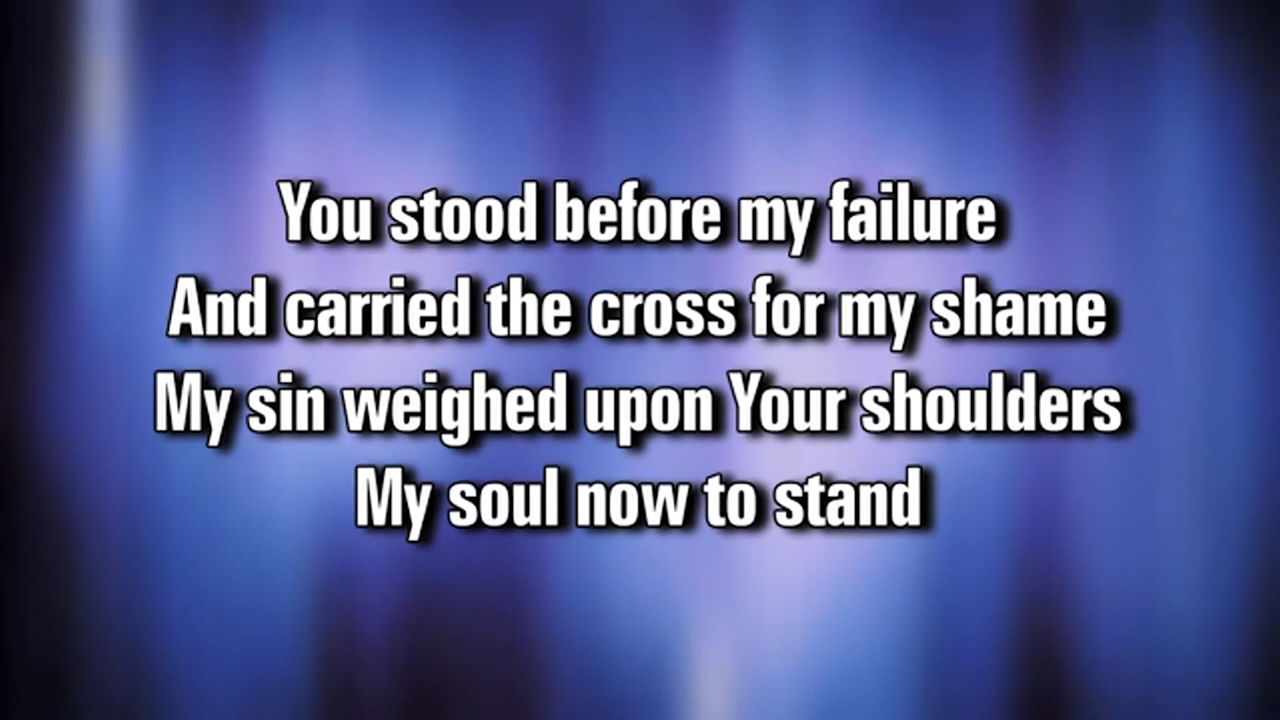 You stood before my failure
And carried the cross for my shame
My sin weighed upon Your shoulders
My soul now to stand